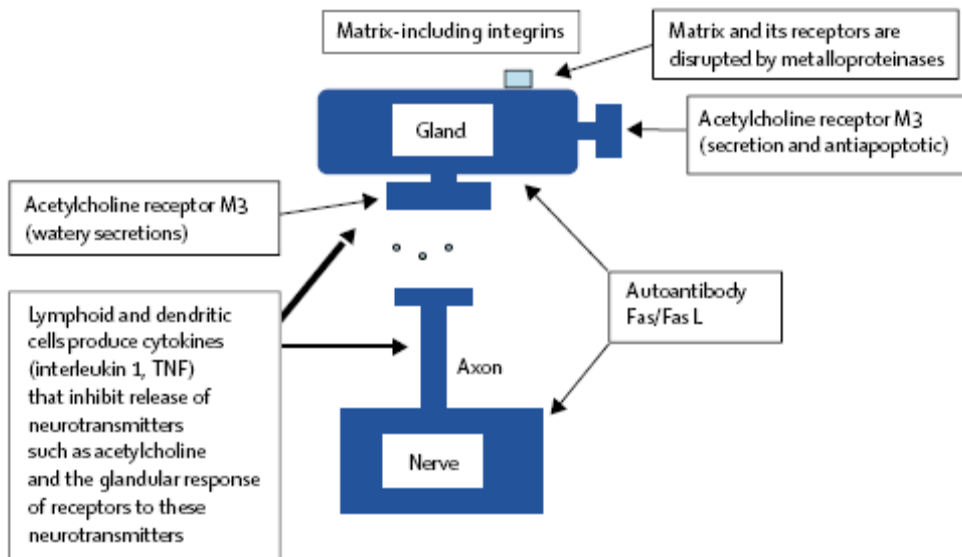 Matrix-including integrins
Matrix and its receptors are
disrupted by metalloproteinases
Gland
Acetylcholine receptor M3
(secretion and antiapoptotic)
Acetylcholine receptor M3
(watery secretions)
Lymphoid and dendritic
cells produce cytokines
(interleukin 1, TNF)
that inhibit release of
neurotransmitters
such as acetylcholine
and the glandular response
of receptors to these
neurotransmitters
Autoantibody
Fas/Fas L
Axon
Nerve